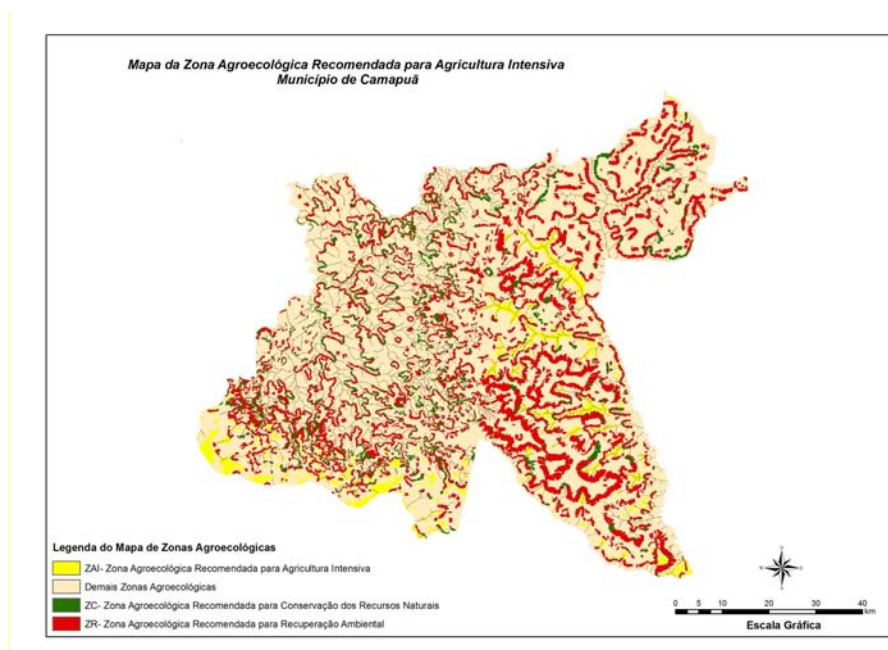 Mapa da Zona Agroecológica Recomendada para Agricultura Intensiva
Município de Camapuã
Legenda do Mapa de Zonas Agroecológicas
ZAI- Zona Agroecológica Recomendada para Agricultura Intensiva
Demais Zonas Agroecológicas
ZC- Zona Agroecológica Recomendada para Conservação dos Recursos Naturais
ZR- Zona Agroecológica Recomendada para Recuperação Ambiental
0 5 10 20 30 40
km
Escala Gráfica